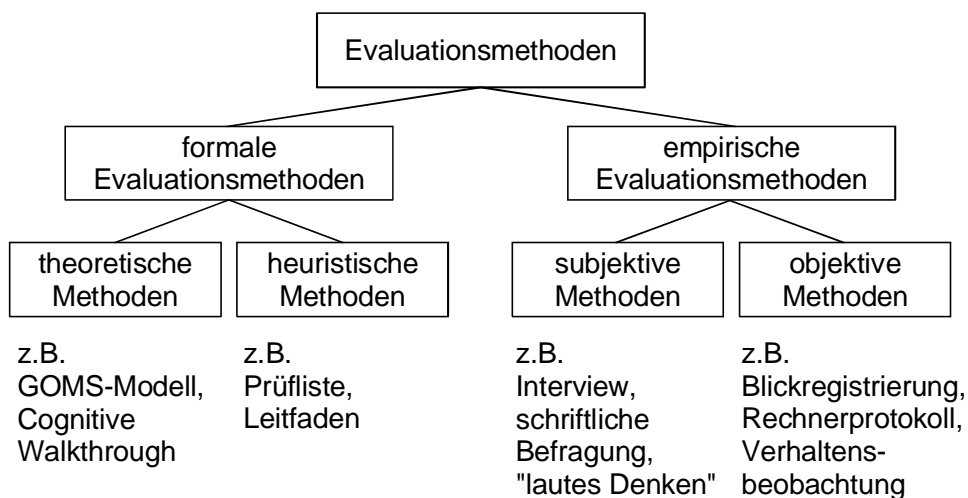 Evaluationsmethoden
formale
Evaluationsmethoden
empirische
Evaluationsmethoden
theoretische
Methoden
heuristische
Methoden
subjektive
Methoden
objektive
Methoden
z.B.
GOMS-Modell,
Cognitive
Walkthrough
z.B.
Prüfliste,
Leitfaden
z.B.
Interview,
schriftliche
Befragung,
"lautes Denken"
z.B.
Blickregistrierung,
Rechnerprotokoll,
Verhaltens-
beobachtung